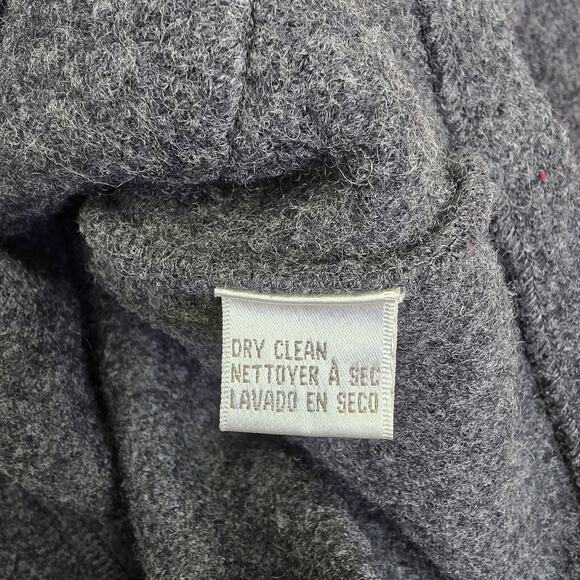 DRY CLEAN
NETTOYER À SEC
LAVADO EN SECO